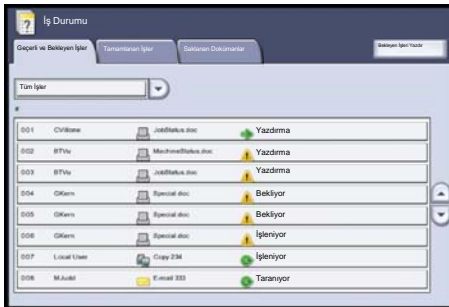 İş Durumu
Geçerli ve Bekleyen İşler Tamamlanan İşler Saklanan Dokümanlar Bekleyen İşleri Yazdır
Tüm İşler
#
001 CVillone JobStatus.doc Yazdırma
002 BTVu MachineStatus.doc Yazdırma
003 BTVu JobStatus.doc Yazdırma
004 GKern Special.doc Bekliyor
005 GKern Special.doc Bekliyor
006 GKern Special.doc İşleniyor
007 Local User Copy 234 İşleniyor
008 E-mail 333 Taranıyor